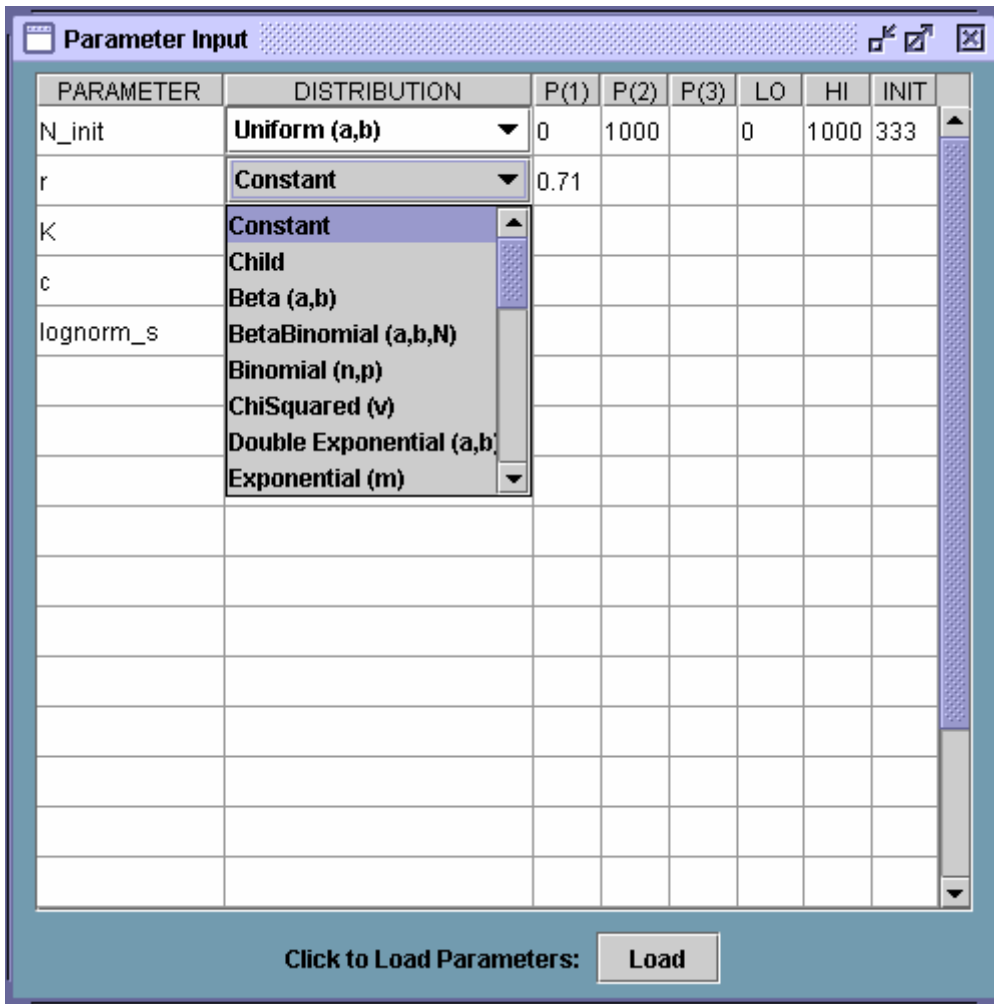 Parameter Input
PARAMETER DISTRIBUTION P(1) P(2) P(3) LO HI INIT
N_init Uniform (a,b) 0 1000 0 1000 333
r Constant 0.71
K Constant
Child
c Beta (a,b)
lognorm_s BetaBinomial (a,b,N)
Binomial (n,p)
ChiSquared (v)
Double Exponential (a,b)
Exponential (m)
Click to Load Parameters: Load